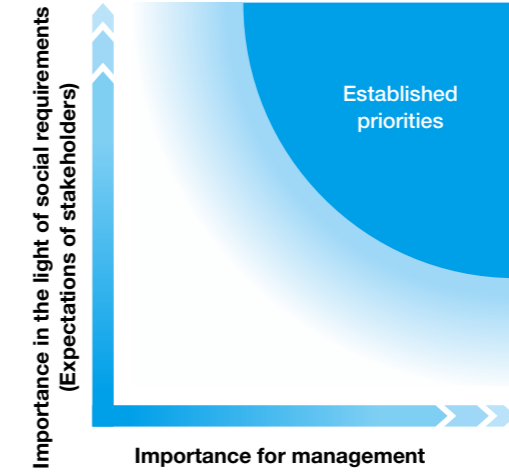 Importance in the light of social requirements
(Expectations of stakeholders)
Established
priorities
Importance for management